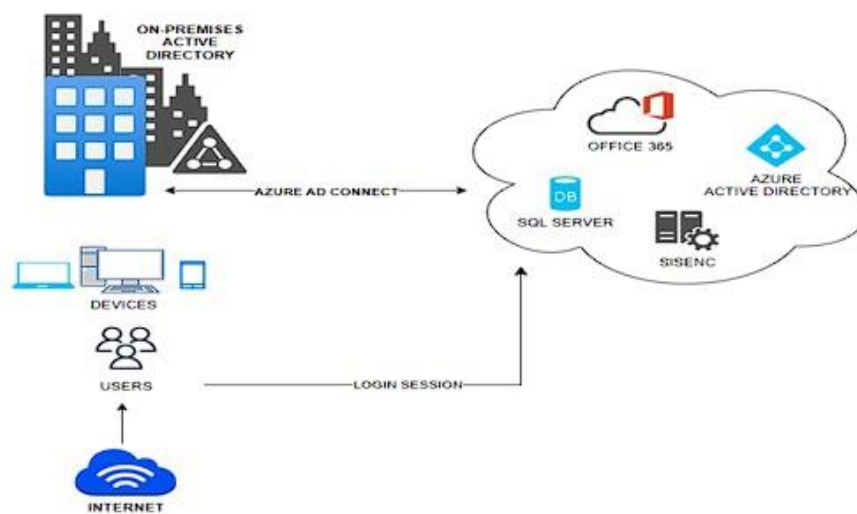 ON-PREMISES
ACTIVE
DIRECTORY
OFFICE 365
AZURE
ACTIVE DIRECTORY
AZURE AD CONNECT
DB
SQL SERVER
SISENC
DEVICES
USERS
LOGIN SESSION
INTERNET